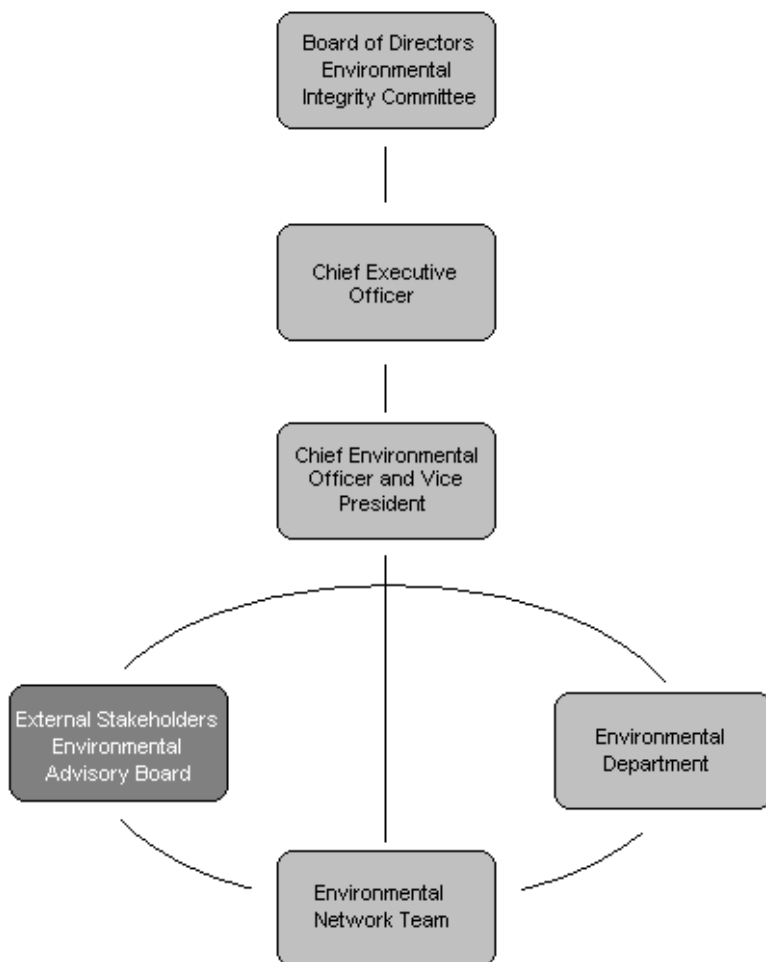 Board of Directors
Environmental
Integrity Committee
Chief Executive
Officer
Chief Environmental
Officer and Vice
President
External Stakeholders
Environmental
Advisory Board
Environmental
Department
Environmental
Network Team